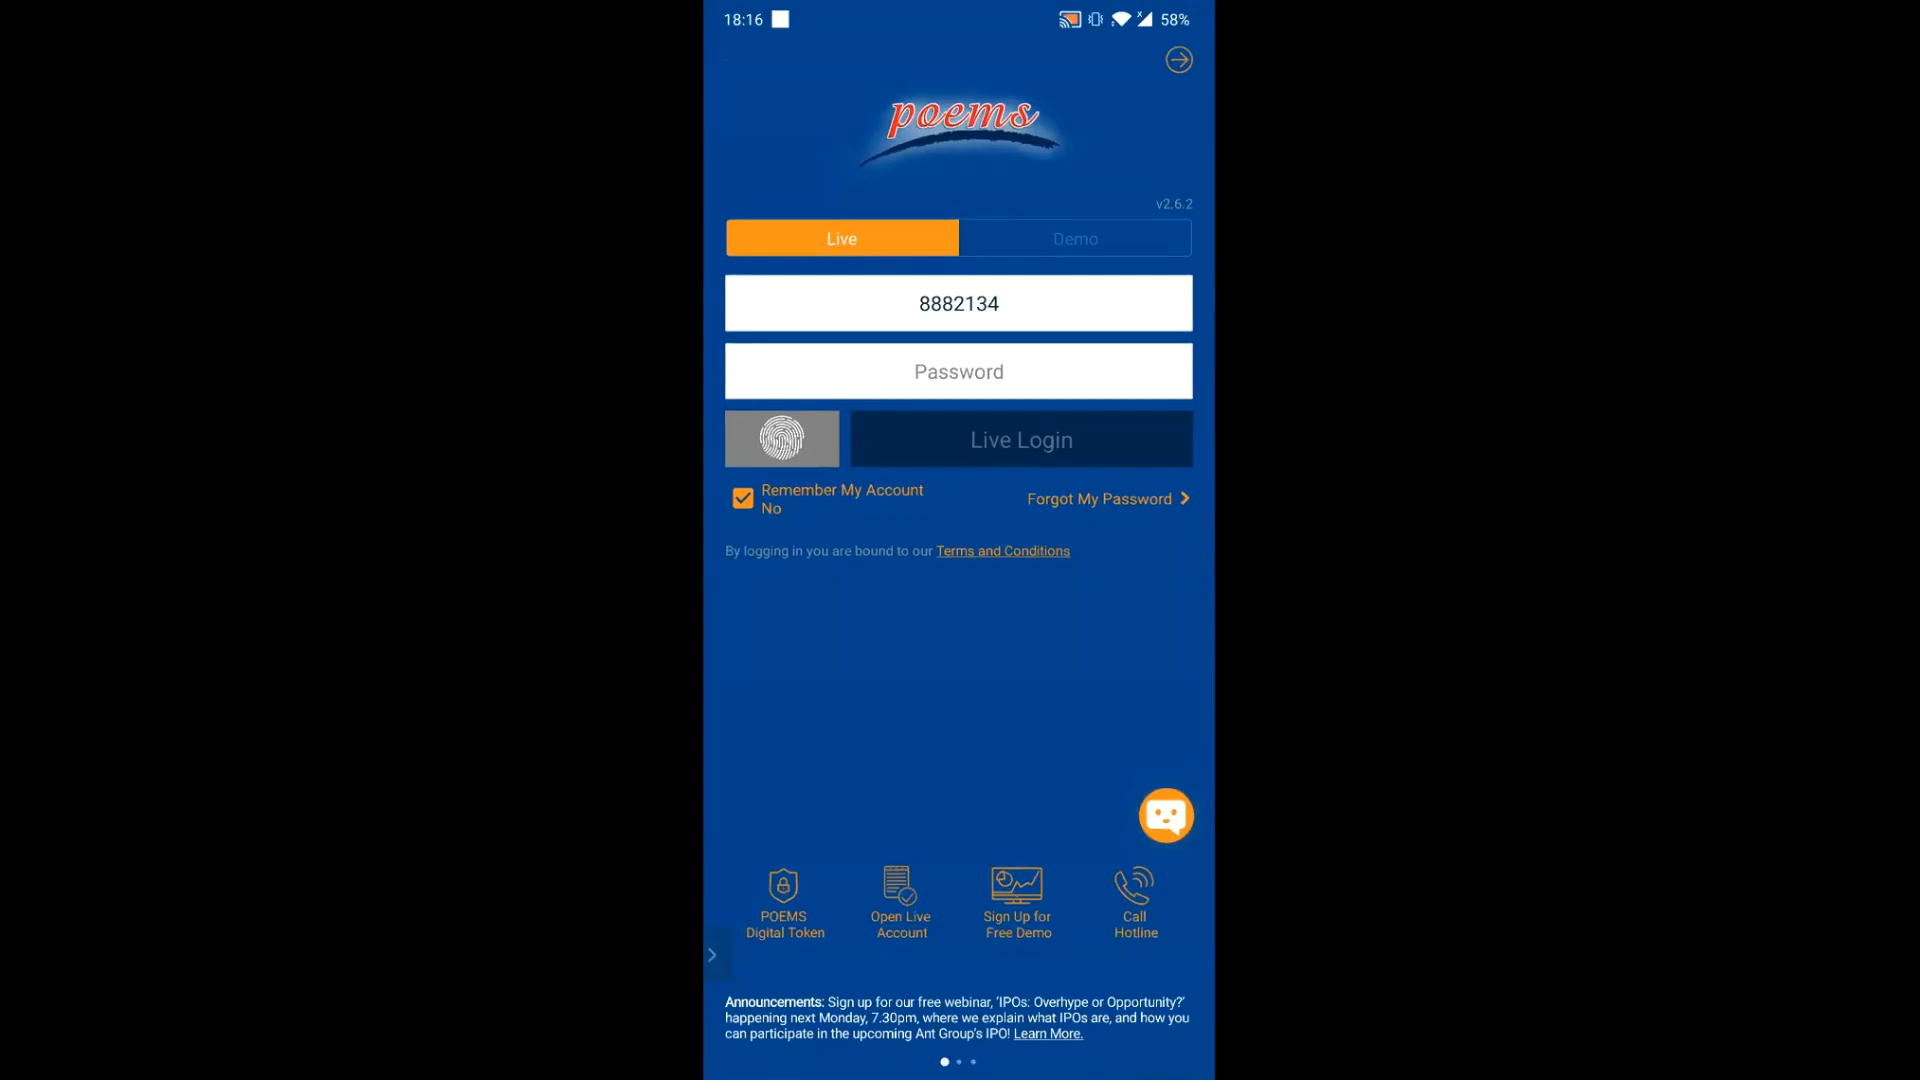 18:16
58%
poems
v2.6.2
Live
Demo
8882134
Password
Live Login
Remember My Account
No
Forgot My Password
By logging in you are bound to our Terms and Conditions
POEMS
Digital Token
Open Live
Account
Sign Up for
Free Demo
Call
Hotline
Announcements: Sign up for our free webinar, 'IPOs: Overhype or Opportunity?'
happening next Monday, 7.30pm, where we explain what IPOs are, and how you
can participate in the upcoming Ant Group's IPO! Learn More.